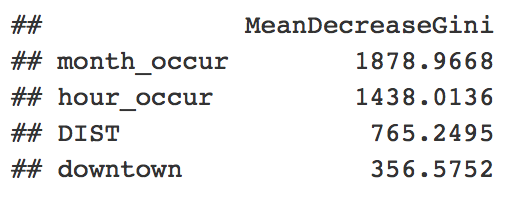 ##             MeanDecreaseGini
## month_occur        1878.9668
## hour_occur         1438.0136
## DIST                765.2495
## downtown            356.5752